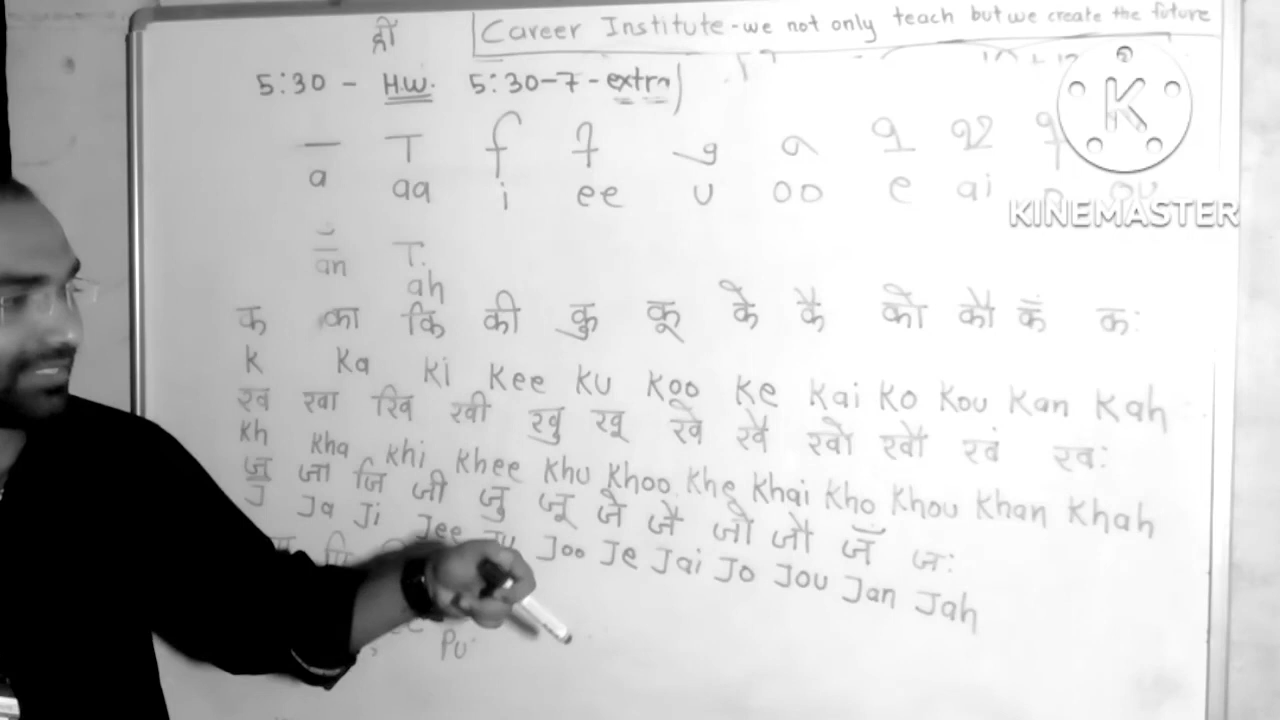 ह्रीं
Career Institute - we not only teach but we create the future
5:30 - H.W. 5:30-7 - extra)
a aa i ee u oo e ai
an ah
क का कि की कु कू के कै को कौ कं कः
K Ka Ki Kee Ku Koo Ke Kai Ko Kou Kan Kah
ख खा खि खी खु खू खे खै खो खौ खं खः
Kh Kha Khi Khee Khu Khoo Khe Khai Kho Khou Khan Khah
ज जा जि जी जु जू जे जै जो जौ जं जः
J Ja Ji Jee Ju Joo Je Jai Jo Jou Jan Jah
Pu
K
KINEMASTER